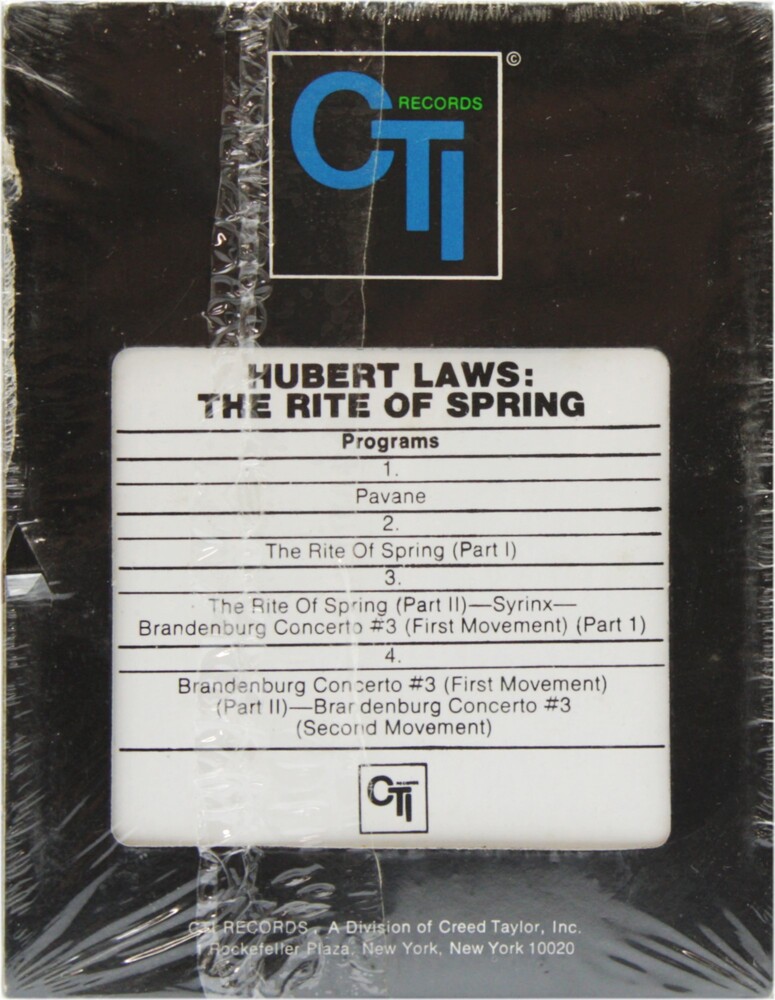 ©
CTI RECORDS
HUBERT LAWS:
THE RITE OF SPRING
Programs
1.
Pavane
2.
The Rite Of Spring (Part I)
3.
The Rite Of Spring (Part II)—Syrinx—
Brandenburg Concerto #3 (First Movement) (Part 1)
4.
Brandenburg Concerto #3 (First Movement)
(Part II)—Brandenburg Concerto #3
(Second Movement)
CTI
CTI RECORDS, A Division of Creed Taylor, Inc.
1 Rockefeller Plaza, New York, New York 10020